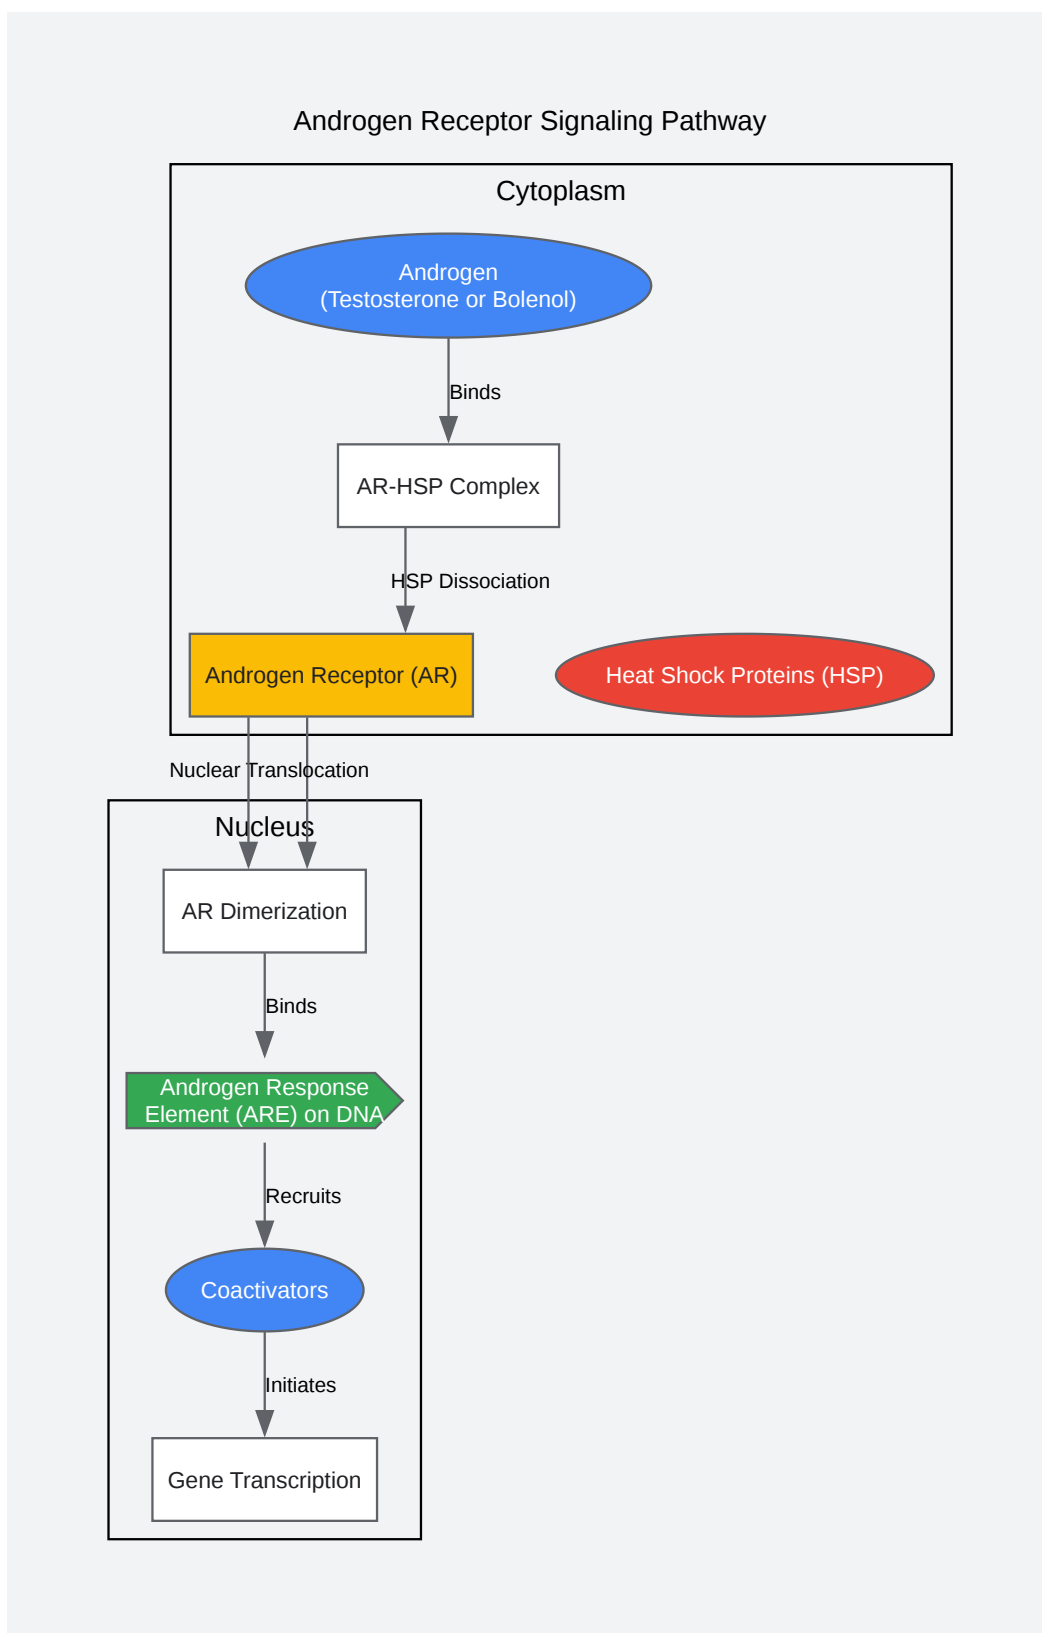 Androgen Receptor Signaling Pathway
Cytoplasm
Androgen
(Testosterone or Bolenol)
Binds
AR-HSP Complex
HSP Dissociation
Androgen Receptor (AR)
Heat Shock Proteins (HSP)
Nuclear Translocation
Nucleus
AR Dimerization
Binds
Androgen Response
Element (ARE) on DNA
Recruits
Coactivators
Initiates
Gene Transcription